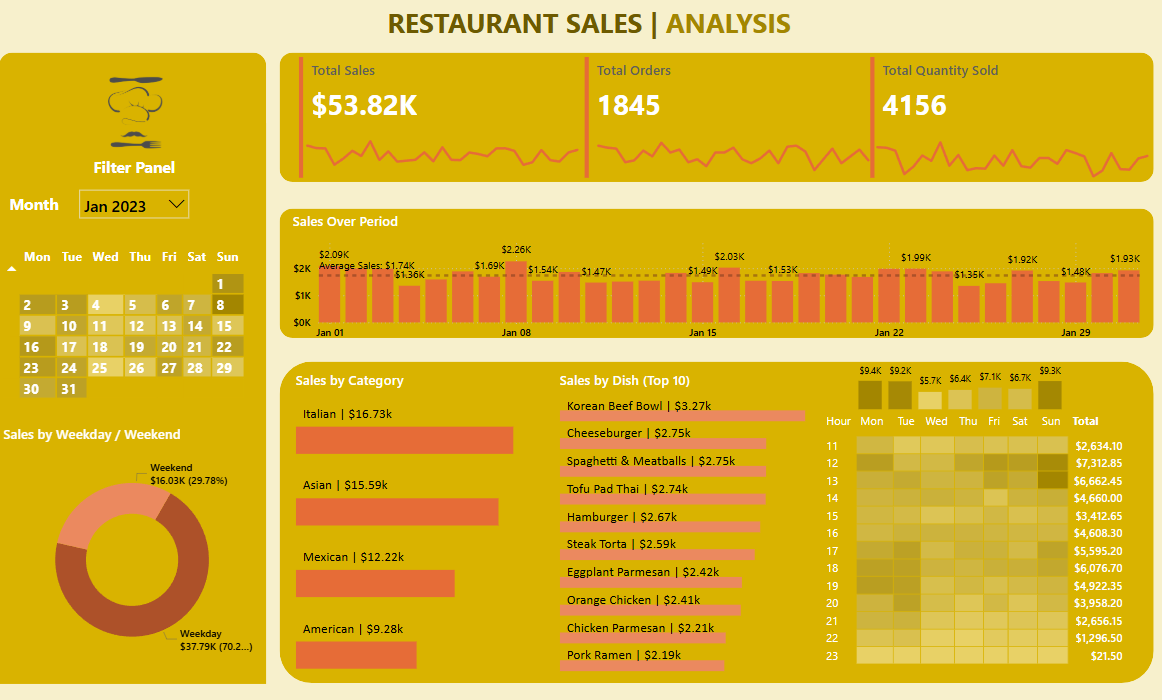 RESTAURANT SALES | ANALYSIS
Filter Panel
Month
Jan 2023
Mon Tue Wed Thu Fri Sat Sun
1
2 3 4 5 6 7 8
9 10 11 12 13 14 15
16 17 18 19 20 21 22
23 24 25 26 27 28 29
30 31
Sales by Weekday / Weekend
Weekend
$16.03K (29.78%)
Weekday
$37.79K (70.2...)
Total Sales
$53.82K
Total Orders
1845
Total Quantity Sold
4156
Sales Over Period
$2.09K $1.36K $1.69K $2.26K $1.54K $1.47K $1.49K $2.03K $1.53K $1.99K $1.35K $1.92K $1.48K $1.93K
Average Sales: $1.74K
$2K
$1K
$0K
Jan 01 Jan 08 Jan 15 Jan 22 Jan 29
Sales by Category
Italian | $16.73k
Asian | $15.59k
Mexican | $12.22k
American | $9.28k
Sales by Dish (Top 10)
Korean Beef Bowl | $3.27k
Cheeseburger | $2.75k
Spaghetti & Meatballs | $2.75k
Tofu Pad Thai | $2.74k
Hamburger | $2.67k
Steak Torta | $2.59k
Eggplant Parmesan | $2.42k
Orange Chicken | $2.41k
Chicken Parmesan | $2.21k
Pork Ramen | $2.19k
$9.4K $9.2K $5.7K $6.4K $7.1K $6.7K $9.3K
Hour Mon Tue Wed Thu Fri Sat Sun Total
11 $2,634.10
12 $7,312.85
13 $6,662.45
14 $4,660.00
15 $3,412.65
16 $4,608.30
17 $5,595.20
18 $6,076.70
19 $4,922.35
20 $3,958.20
21 $2,656.15
22 $1,296.50
23 $21.50